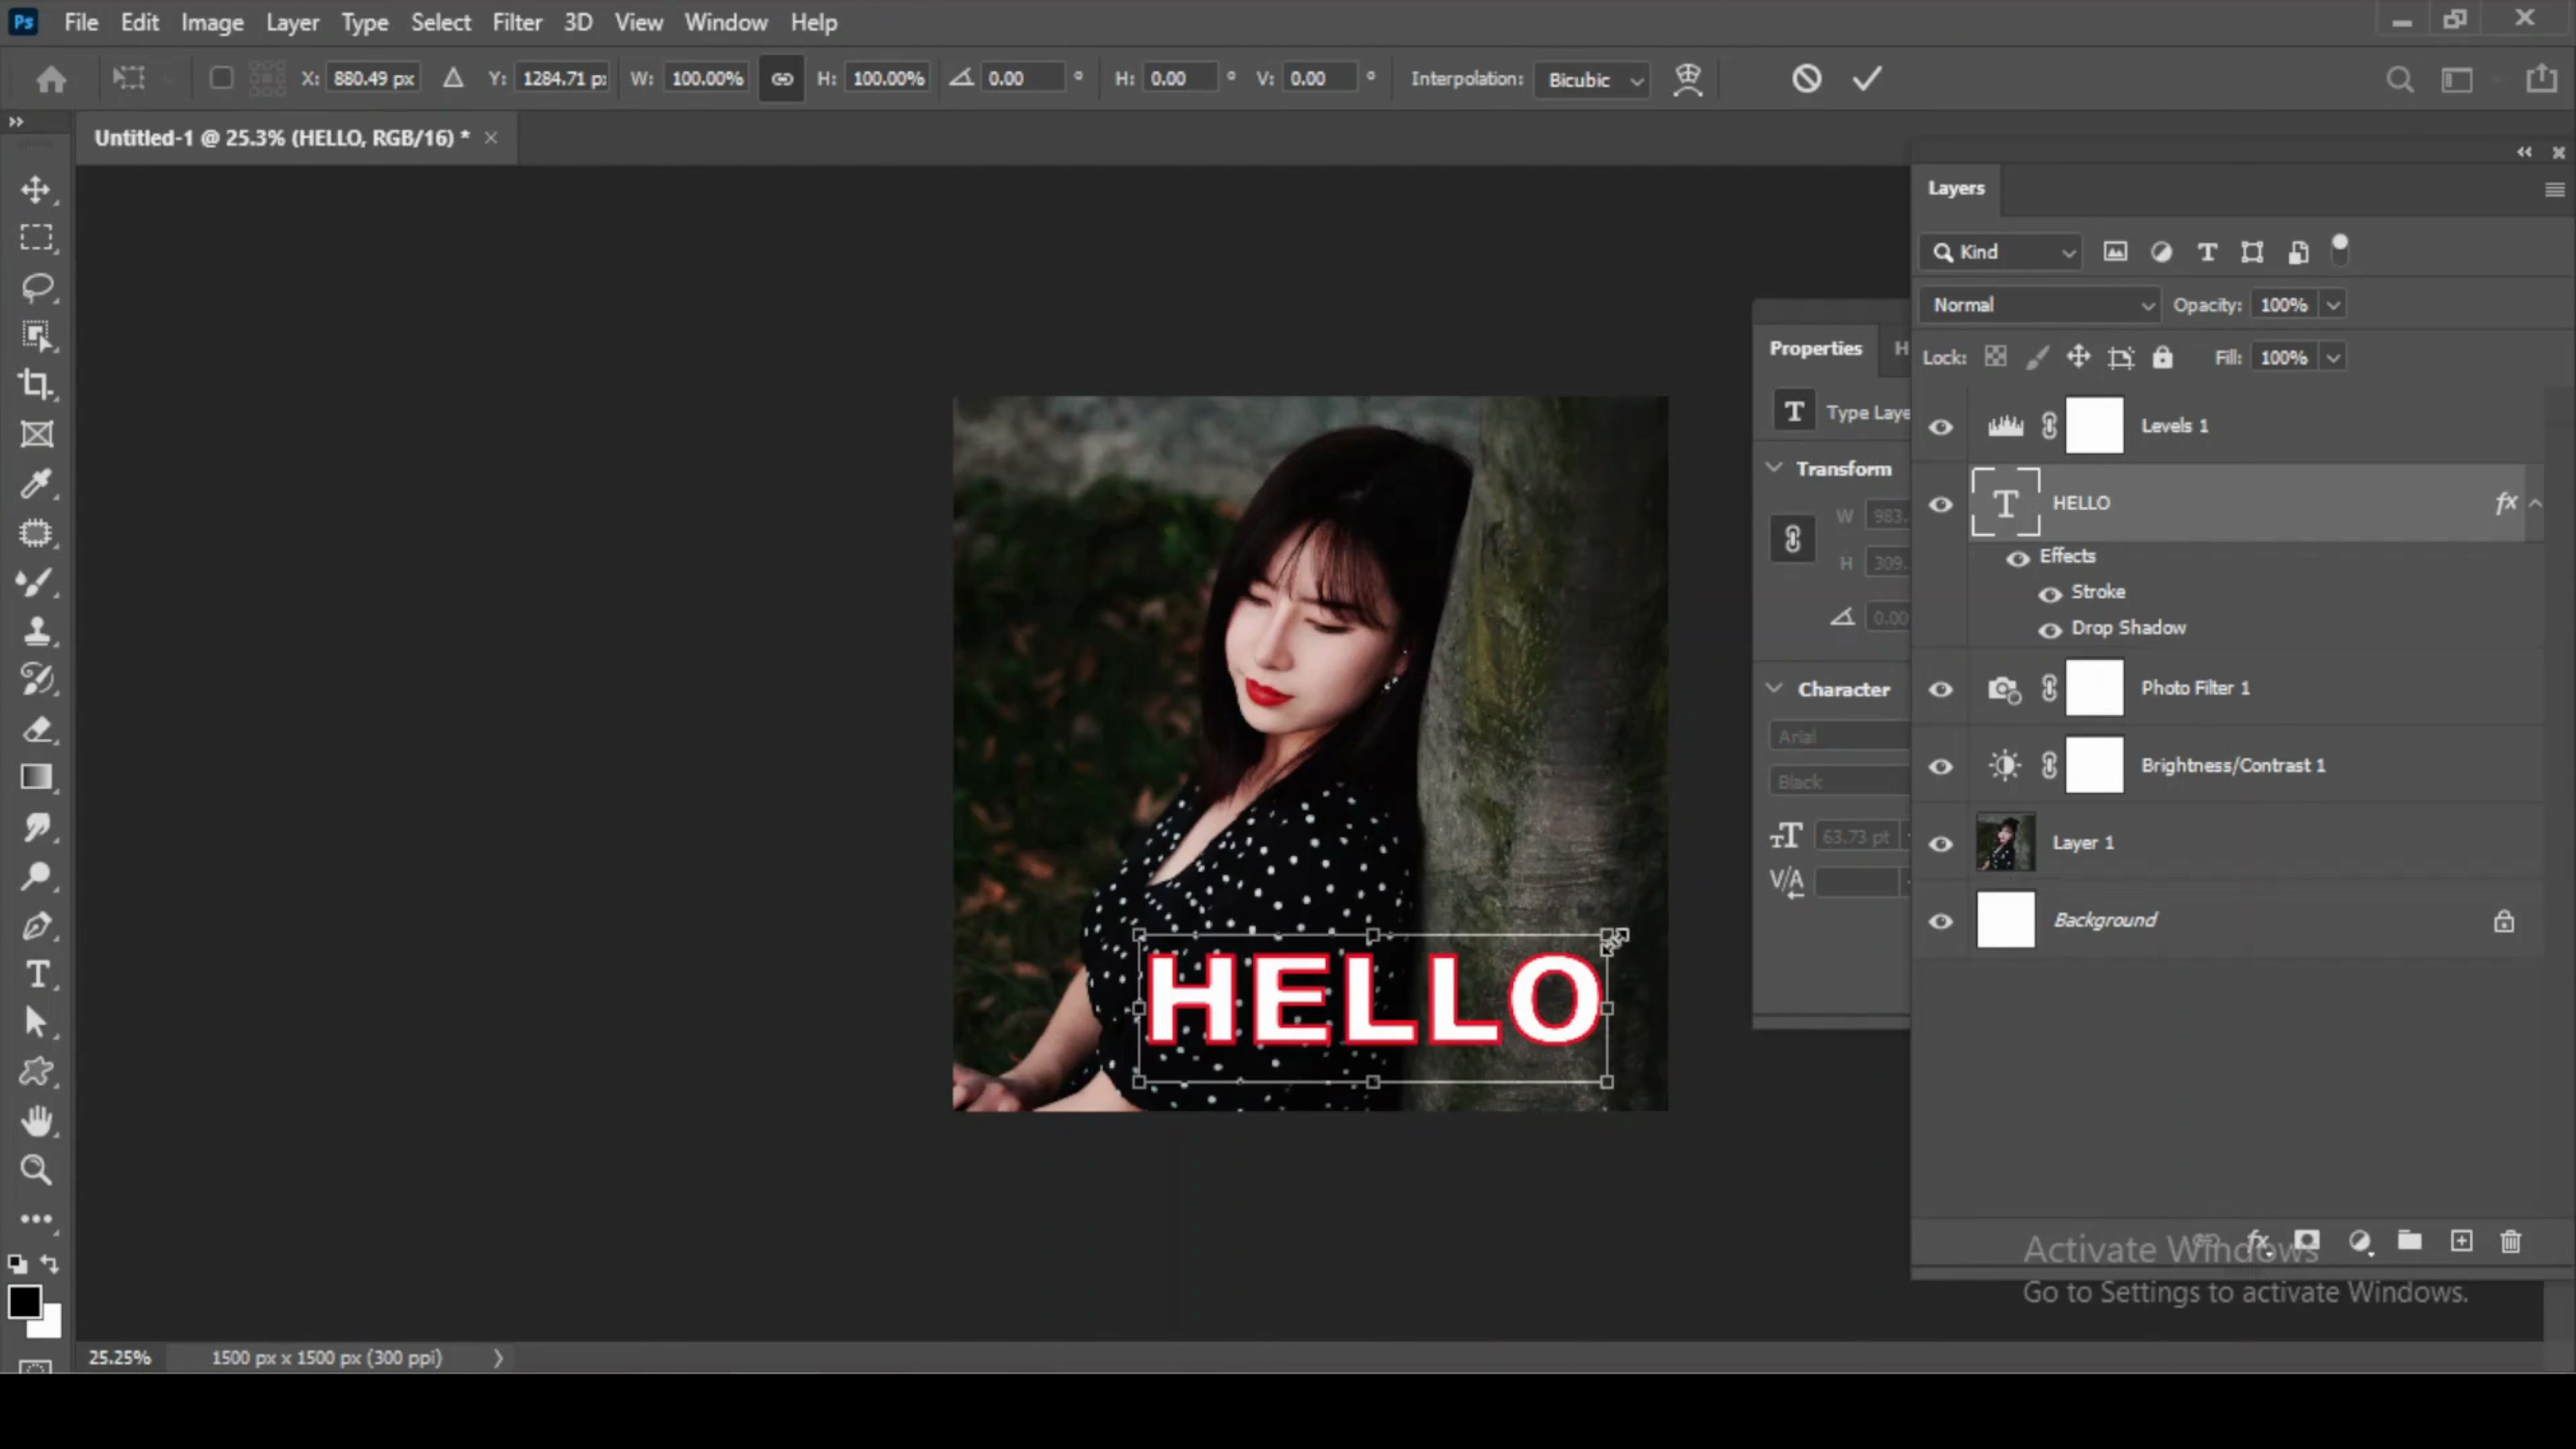 Ps File Edit Image Layer Type Select Filter 3D View Window Help
X: 880.49 px Δ Y: 1284.71 p: W: 100.00% H: 100.00% 0.00 ° H: 0.00 ° V: 0.00 ° Interpolation: Bicubic
Untitled-1 @ 25.3% (HELLO, RGB/16) * ×
Layers
Kind
Normal Opacity: 100%
Lock: Fill: 100%
Levels 1
HELLO fx
Effects
Stroke
Drop Shadow
Photo Filter 1
Brightness/Contrast 1
Layer 1
Background
Properties H
T Type Laye
Transform
W 983.
H 309.
0.00
Character
Arial
Black
63.73 pt
V/A
HELLO
Activate Windows
Go to Settings to activate Windows.
25.25% 1500 px x 1500 px (300 ppi)